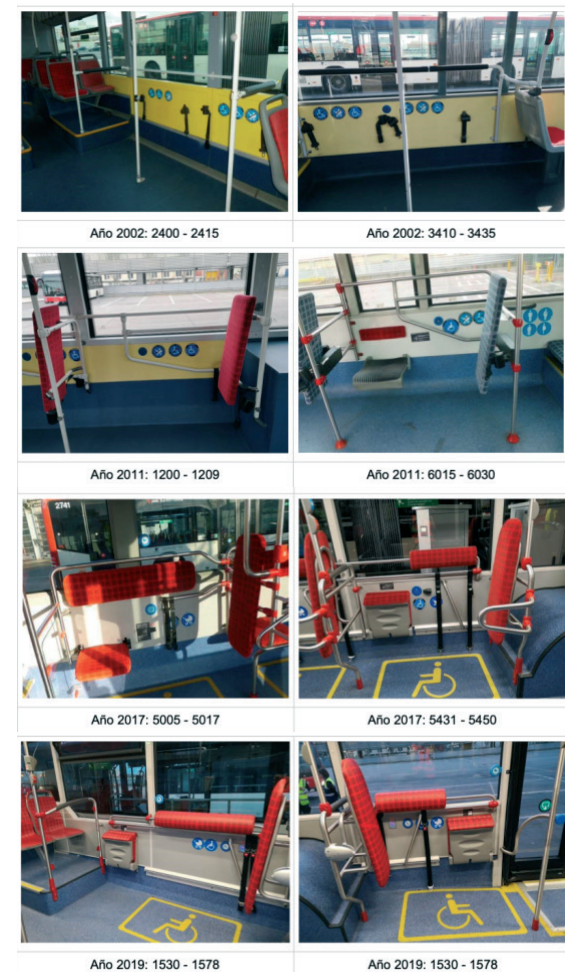 Año 2002: 2400 - 2415
Año 2002: 3410 - 3435
Año 2011: 1200 - 1209
Año 2011: 6015 - 6030
2741
Año 2017: 5005 - 5017
Año 2017: 5431 - 5450
Año 2019: 1530 - 1578
Año 2019: 1530 - 1578